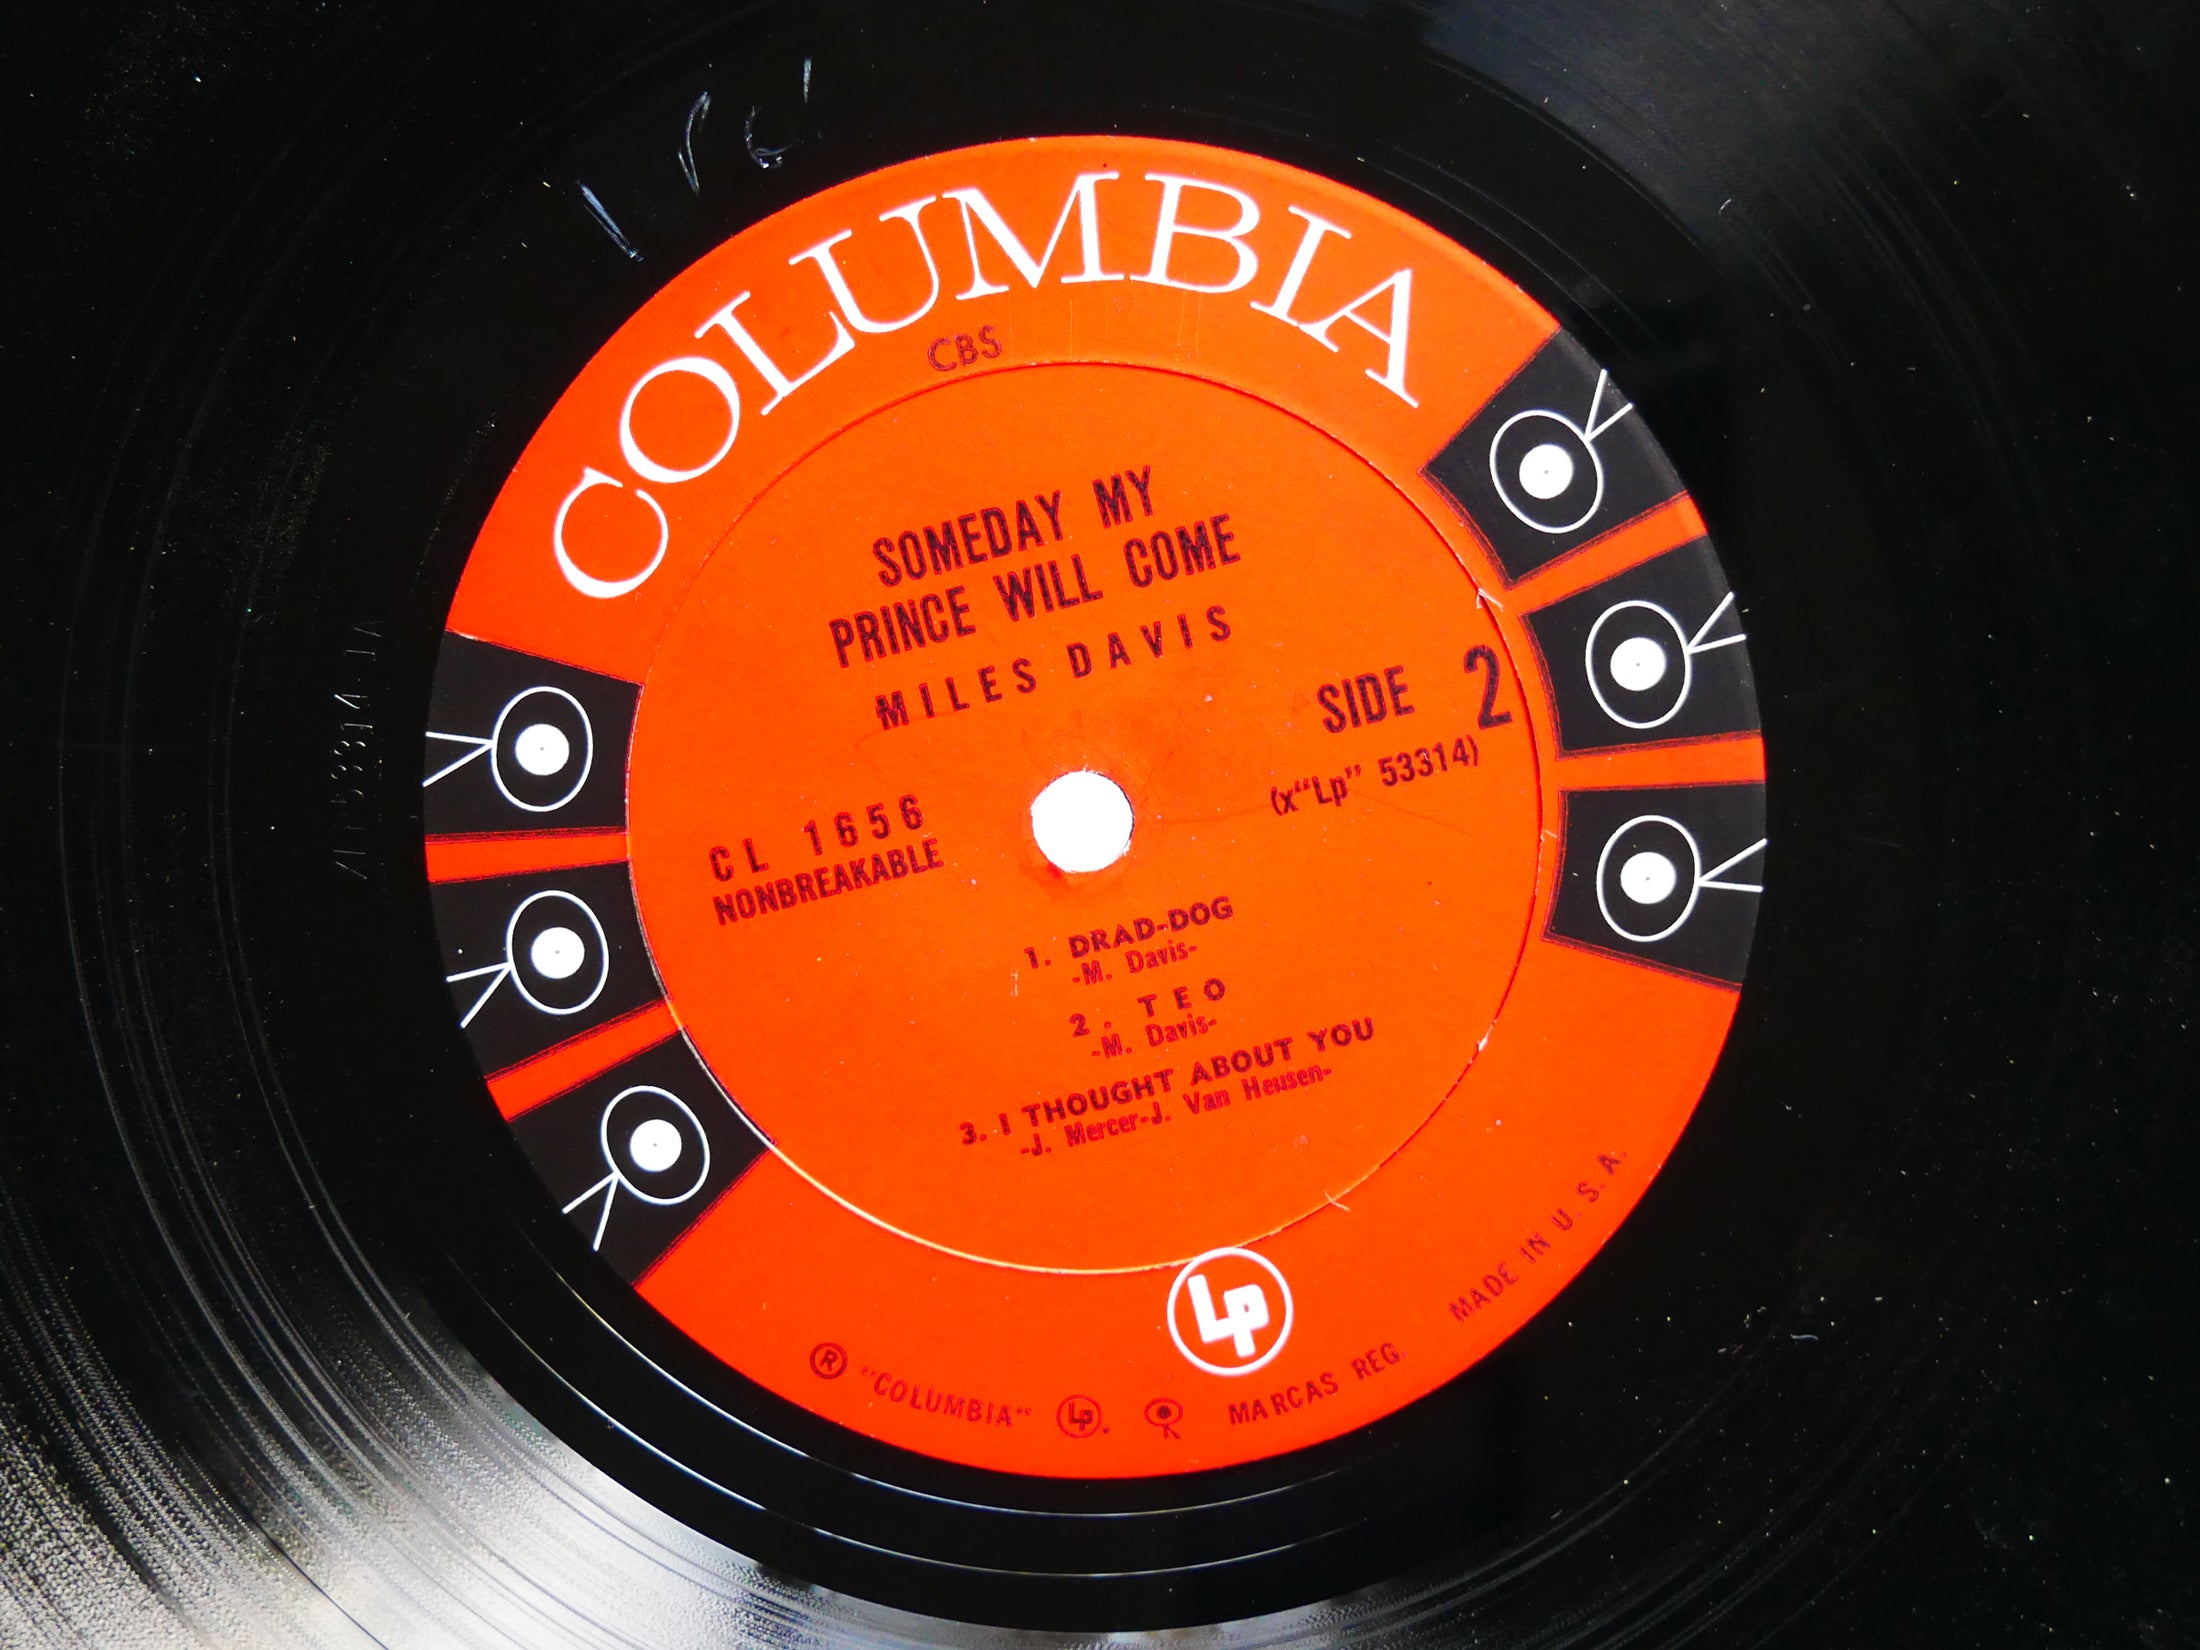 COLUMBIA
CBS
SOMEDAY MY
PRINCE WILL COME
MILES DAVIS
SIDE 2
(x“Lp” 53314)
CL 1656
NONBREAKABLE
1. DRAD-DOG
-M. Davis-
2. TEO
-M. Davis-
3. I THOUGHT ABOUT YOU
-J. Mercer-J. Van Heusen-
Lp
® "COLUMBIA" Lp. MARCAS REG. MADE IN U. S. A.